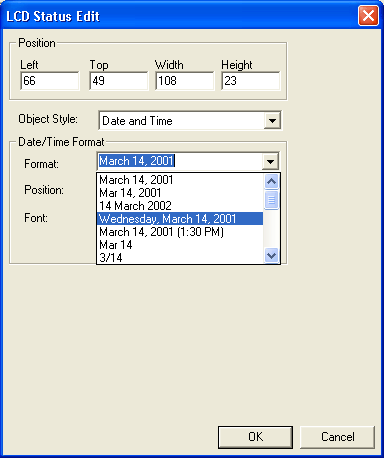 LCD Status Edit
Position
Left Top Width Height
66 49 108 23
Object Style: Date and Time
Date/Time Format
Format: March 14, 2001
March 14, 2001
Mar 14, 2001
Position: 14 March 2002
Font: Wednesday, March 14, 2001
March 14, 2001 (1:30 PM)
Mar 14
3/14
OK Cancel